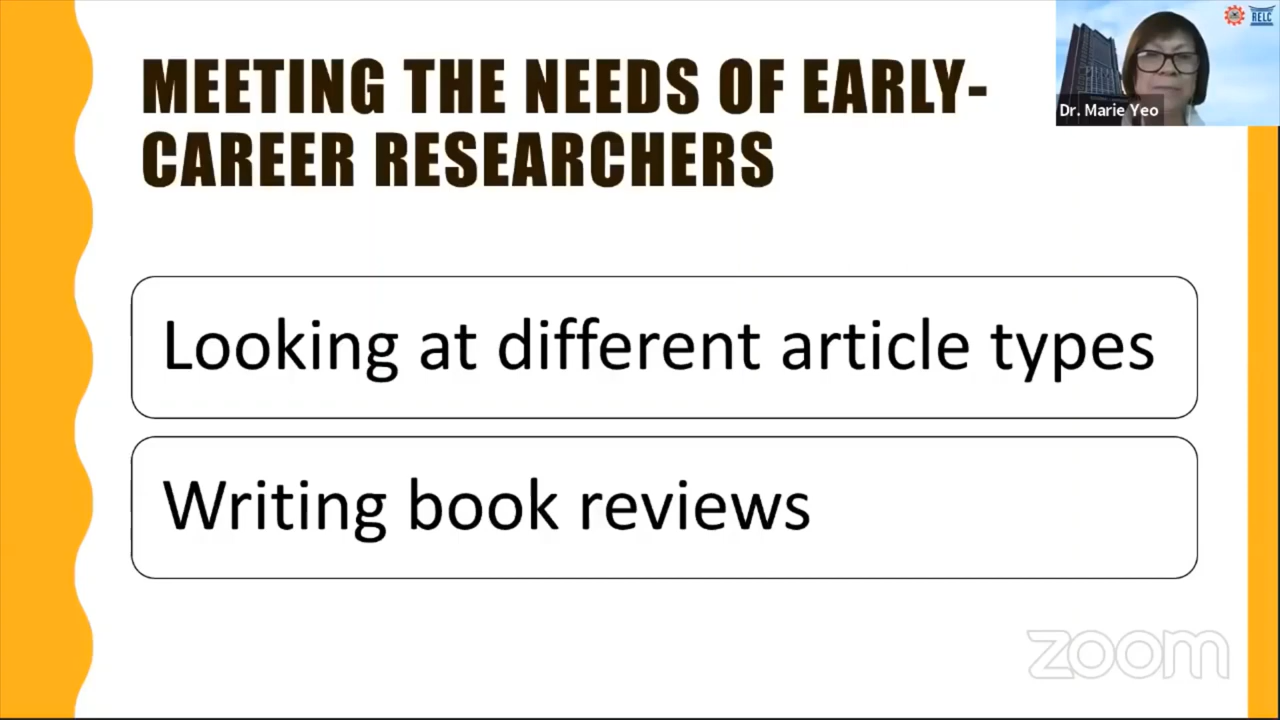 MEETING THE NEEDS OF EARLY-
CAREER RESEARCHERS
RELC
Dr. Marie Yeo
Looking at different article types
Writing book reviews
zoom